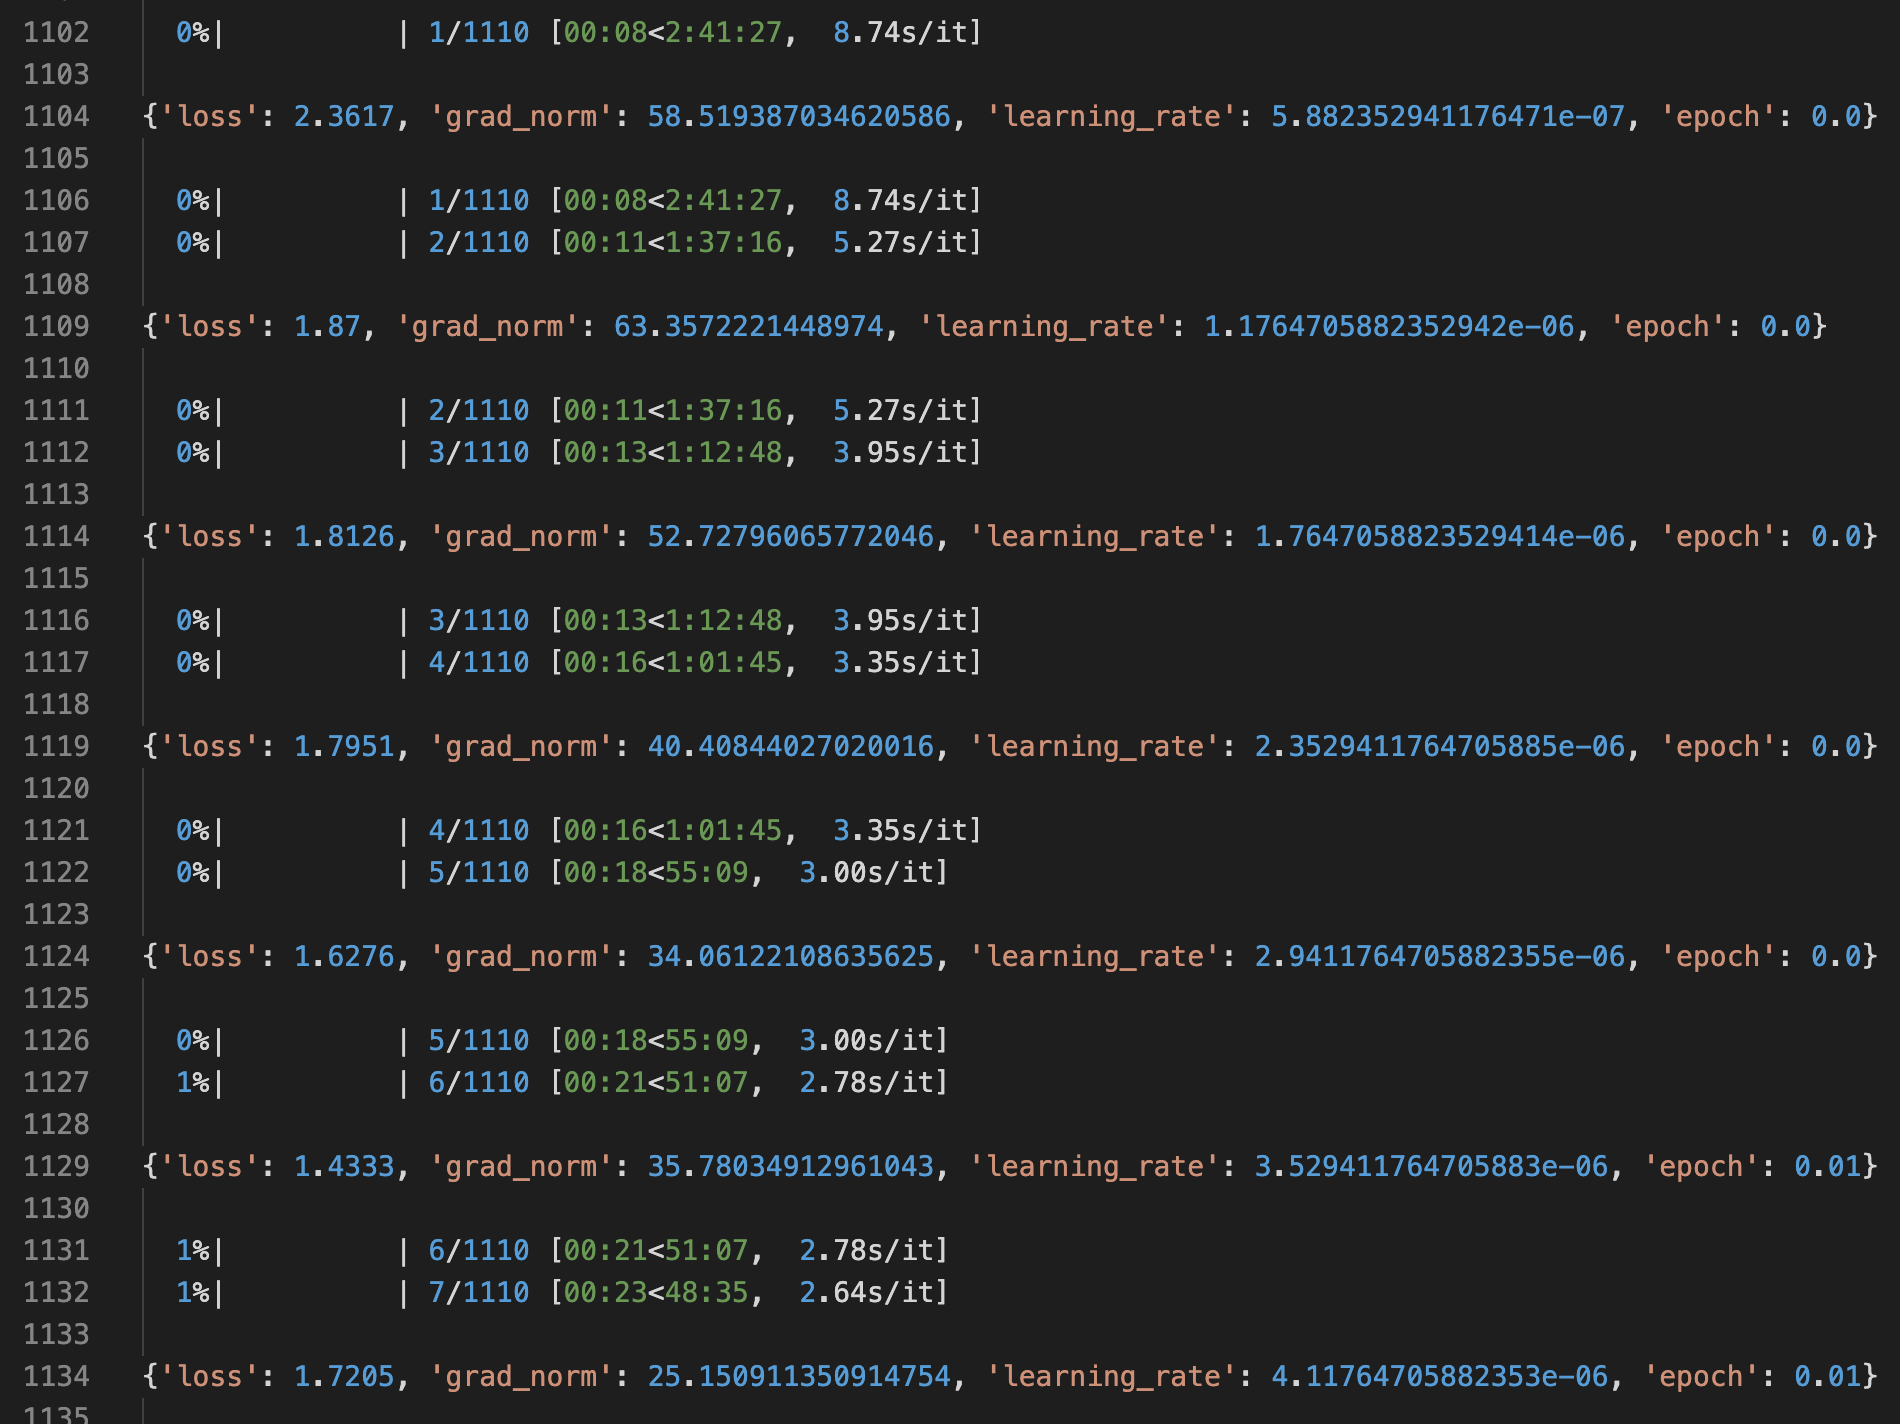 1102 0%| | 1/1110 [00:08<2:41:27, 8.74s/it]
1103
1104 {'loss': 2.3617, 'grad_norm': 58.519387034620586, 'learning_rate': 5.882352941176471e-07, 'epoch': 0.0}
1105
1106 0%| | 1/1110 [00:08<2:41:27, 8.74s/it]
1107 0%| | 2/1110 [00:11<1:37:16, 5.27s/it]
1108
1109 {'loss': 1.87, 'grad_norm': 63.3572221448974, 'learning_rate': 1.1764705882352942e-06, 'epoch': 0.0}
1110
1111 0%| | 2/1110 [00:11<1:37:16, 5.27s/it]
1112 0%| | 3/1110 [00:13<1:12:48, 3.95s/it]
1113
1114 {'loss': 1.8126, 'grad_norm': 52.72796065772046, 'learning_rate': 1.7647058823529414e-06, 'epoch': 0.0}
1115
1116 0%| | 3/1110 [00:13<1:12:48, 3.95s/it]
1117 0%| | 4/1110 [00:16<1:01:45, 3.35s/it]
1118
1119 {'loss': 1.7951, 'grad_norm': 40.40844027020016, 'learning_rate': 2.3529411764705885e-06, 'epoch': 0.0}
1120
1121 0%| | 4/1110 [00:16<1:01:45, 3.35s/it]
1122 0%| | 5/1110 [00:18<55:09, 3.00s/it]
1123
1124 {'loss': 1.6276, 'grad_norm': 34.06122108635625, 'learning_rate': 2.9411764705882355e-06, 'epoch': 0.0}
1125
1126 0%| | 5/1110 [00:18<55:09, 3.00s/it]
1127 1%| | 6/1110 [00:21<51:07, 2.78s/it]
1128
1129 {'loss': 1.4333, 'grad_norm': 35.78034912961043, 'learning_rate': 3.529411764705883e-06, 'epoch': 0.01}
1130
1131 1%| | 6/1110 [00:21<51:07, 2.78s/it]
1132 1%| | 7/1110 [00:23<48:35, 2.64s/it]
1133
1134 {'loss': 1.7205, 'grad_norm': 25.150911350914754, 'learning_rate': 4.11764705882353e-06, 'epoch': 0.01}
1135